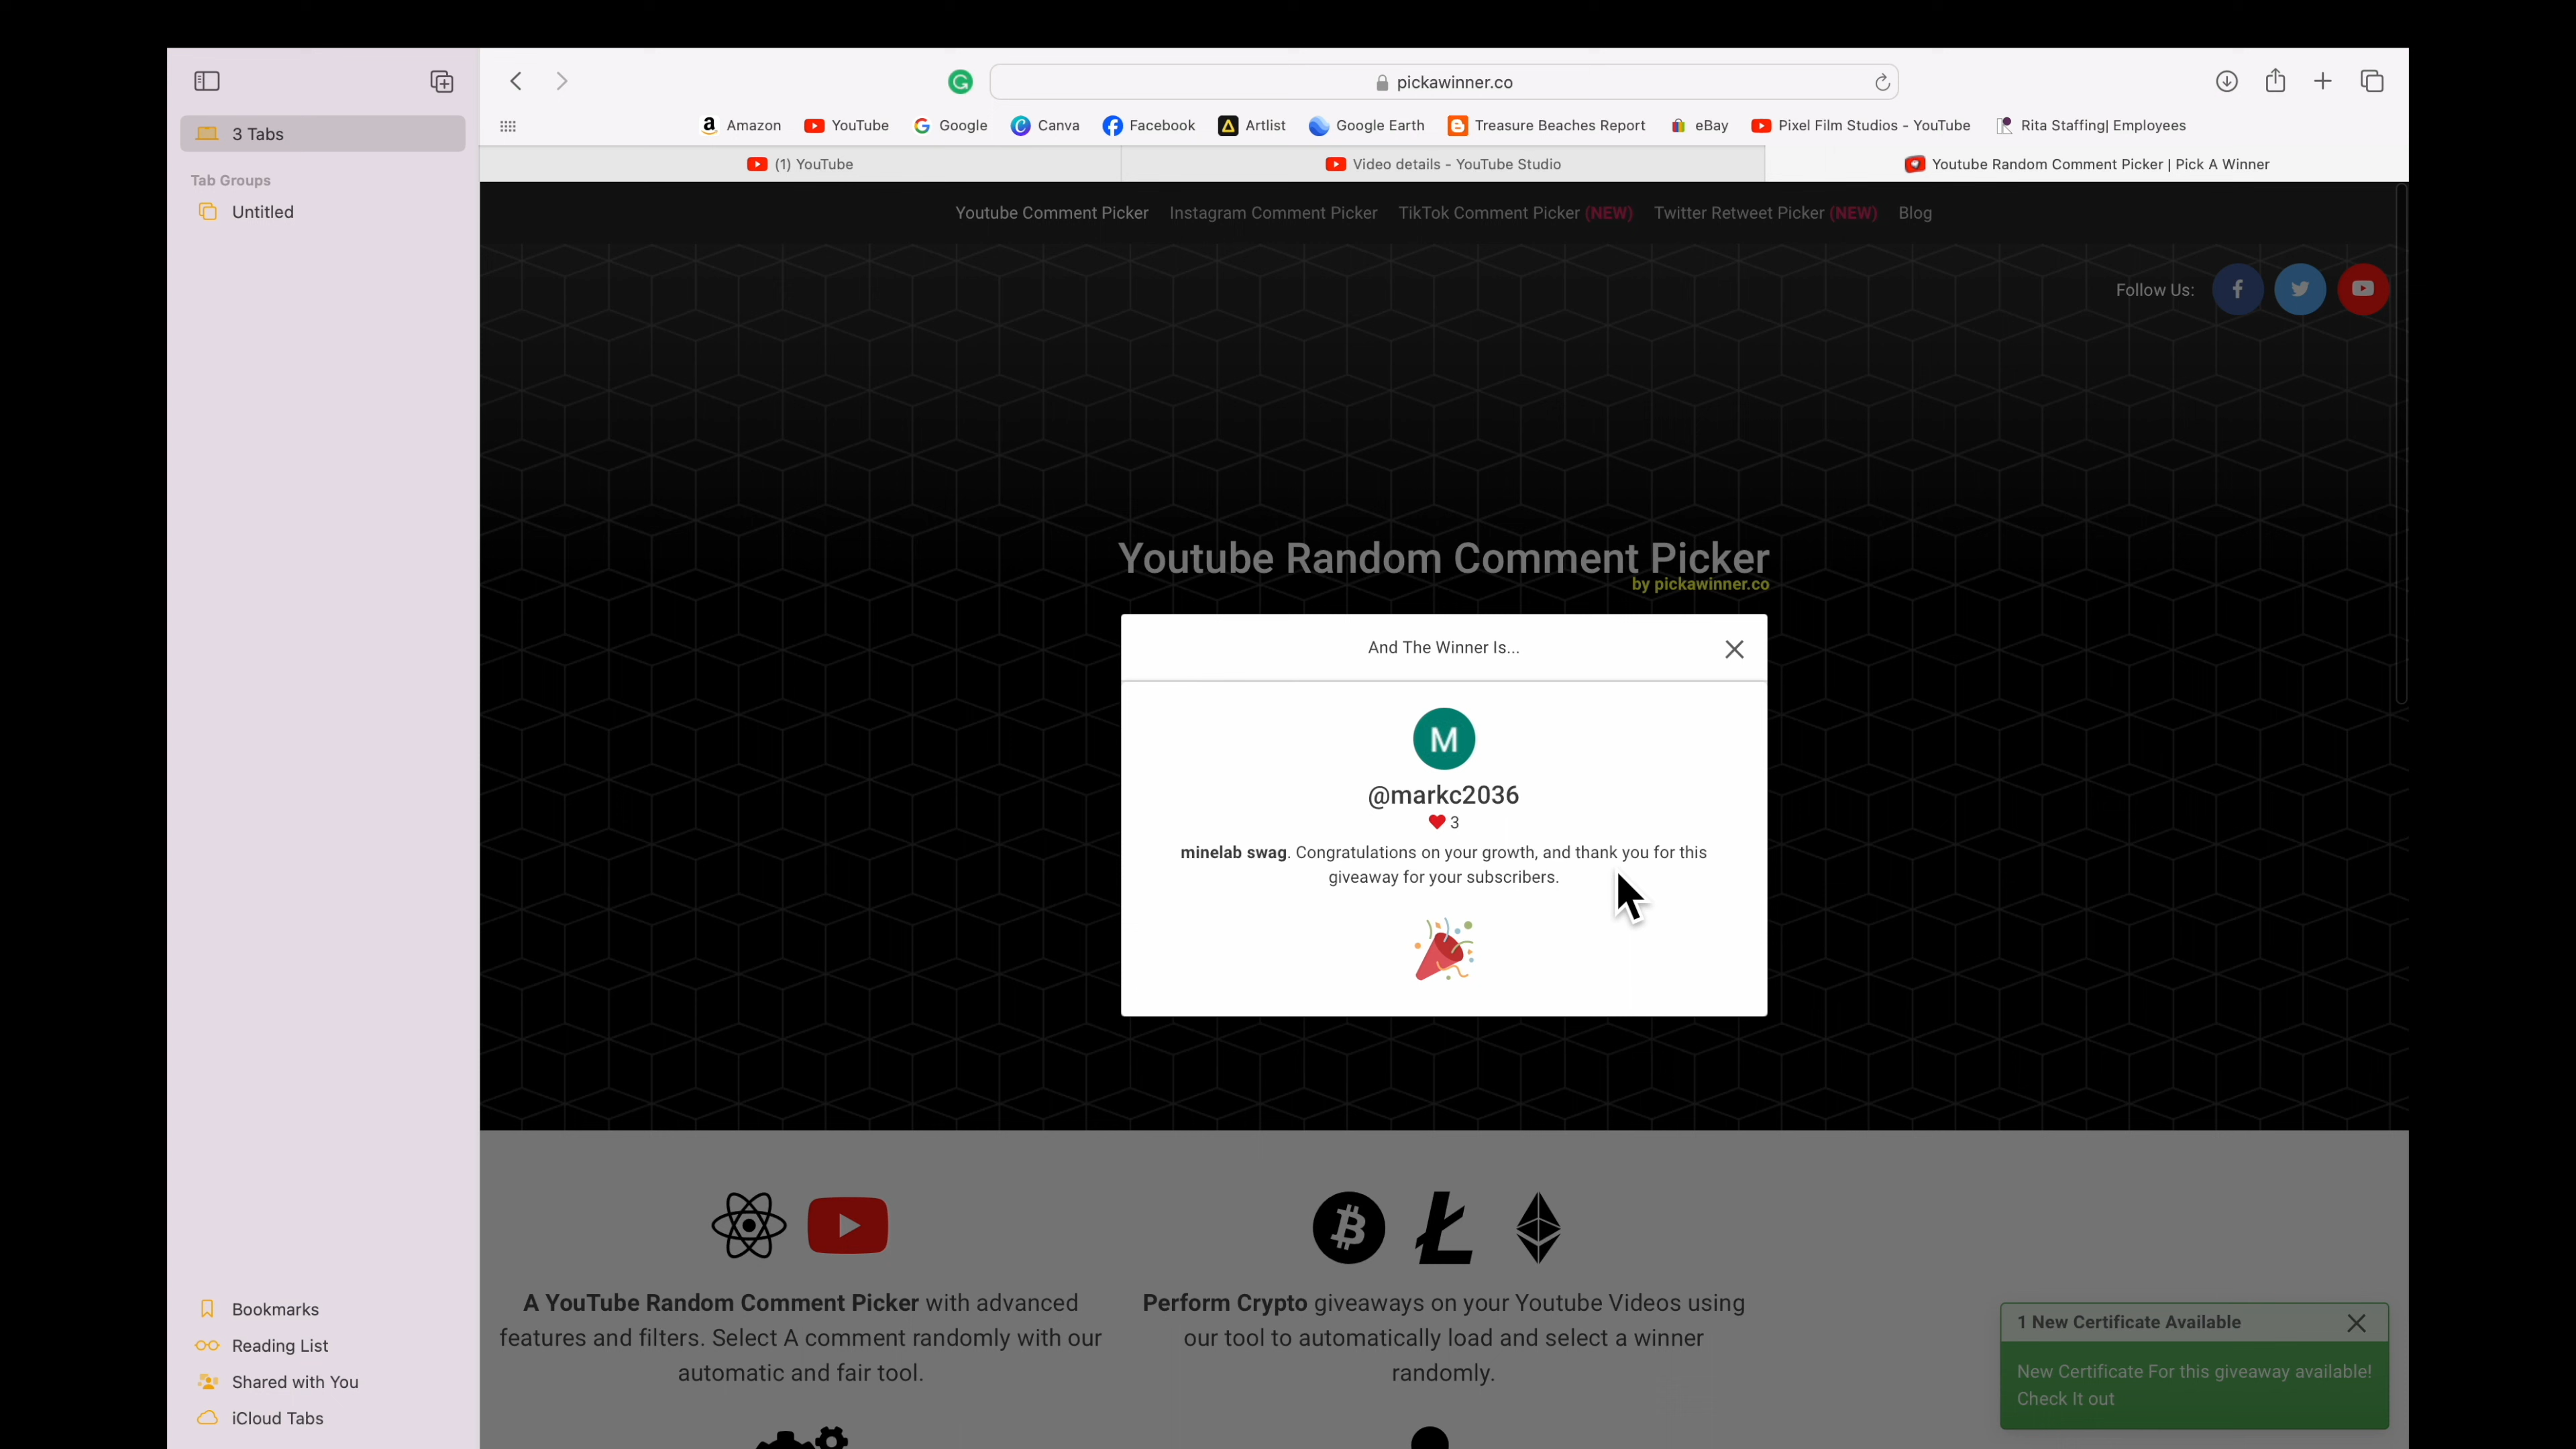 pickawinner.co
3 Tabs
Amazon YouTube Google Canva Facebook Artlist Google Earth Treasure Beaches Report eBay Pixel Film Studios - YouTube Rita Staffing| Employees
(1) YouTube Video details - YouTube Studio Youtube Random Comment Picker | Pick A Winner
Tab Groups
Untitled
Youtube Comment Picker Instagram Comment Picker TikTok Comment Picker (NEW) Twitter Retweet Picker (NEW) Blog
Follow Us:
Youtube Random Comment Picker
by pickawinner.co
And The Winner Is...
M
@markc2036
3
minelab swag. Congratulations on your growth, and thank you for this
giveaway for your subscribers.
A YouTube Random Comment Picker with advanced
features and filters. Select A comment randomly with our
automatic and fair tool.
Perform Crypto giveaways on your Youtube Videos using
our tool to automatically load and select a winner
randomly.
1 New Certificate Available
New Certificate For this giveaway available!
Check It out
Bookmarks
Reading List
Shared with You
iCloud Tabs